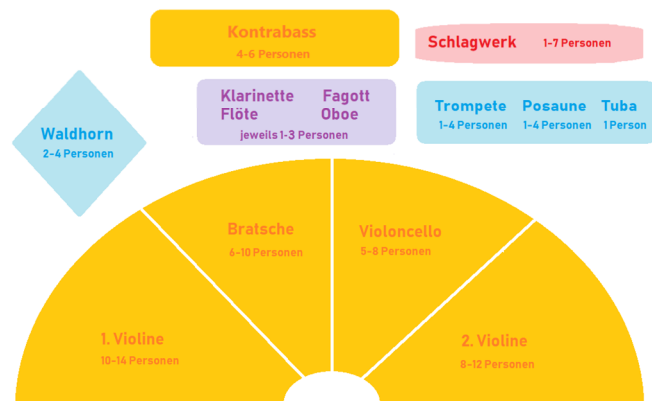 Kontrabass
4-6 Personen
Schlagwerk 1-7 Personen
Klarinette Fagott
Flöte Oboe
jeweils 1-3 Personen
Trompete Posaune Tuba
1-4 Personen 1-4 Personen 1 Person
Waldhorn
2-4 Personen
Bratsche
6-10 Personen
Violoncello
5-8 Personen
1. Violine
10-14 Personen
2. Violine
8-12 Personen